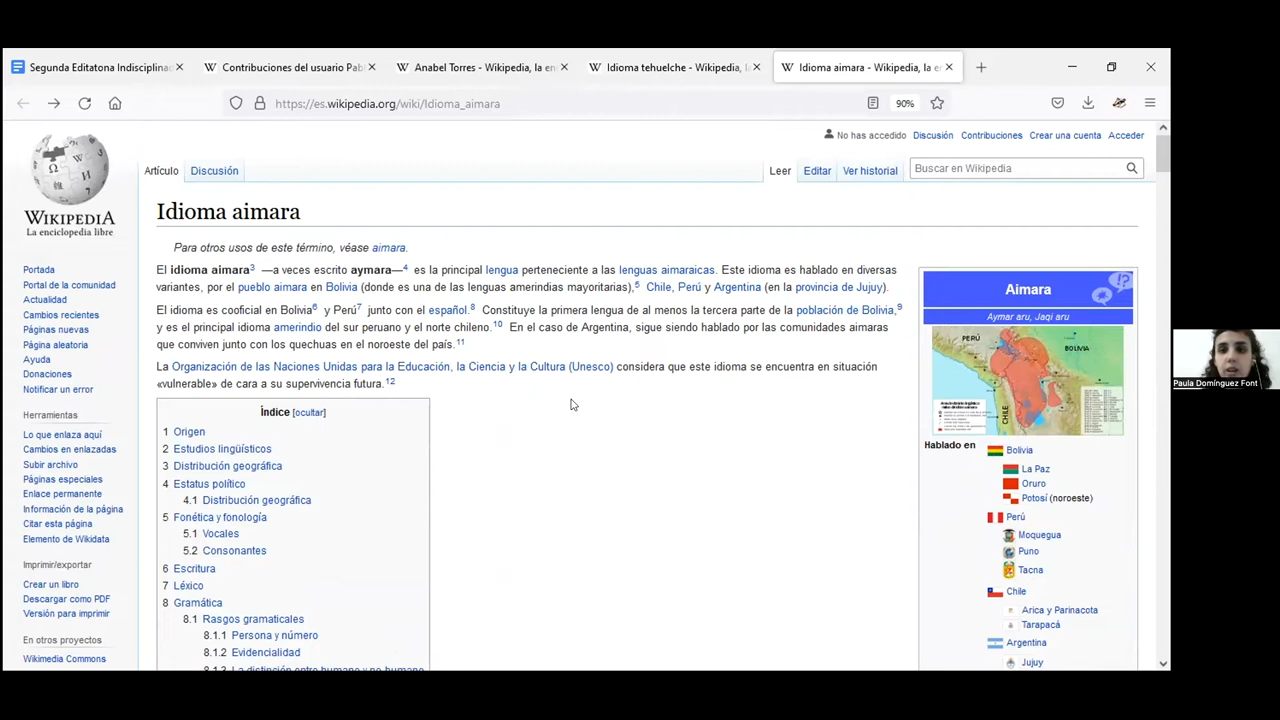 Segunda Editatona Indisciplina
Contribuciones del usuario Pab
Anabel Torres - Wikipedia, la en
Idioma tehuelche - Wikipedia,
Idioma aimara - Wikipedia, la e
https://es.wikipedia.org/wiki/Idioma_aimara
90%
No has accedido Discusión Contribuciones Crear una cuenta Acceder
Artículo Discusión
Leer Editar Ver historial
Buscar en Wikipedia
WIKIPEDIA
La enciclopedia libre
Portada
Portal de la comunidad
Actualidad
Cambios recientes
Páginas nuevas
Página aleatoria
Ayuda
Donaciones
Notificar un error
Herramientas
Lo que enlaza aquí
Cambios en enlazadas
Subir archivo
Páginas especiales
Enlace permanente
Información de la página
Citar esta página
Elemento de Wikidata
Imprimir/exportar
Crear un libro
Descargar como PDF
Versión para imprimir
En otros proyectos
Wikimedia Commons
Idioma aimara
Para otros usos de este término, véase aimara.
El idioma aimara3 —a veces escrito aymara—4 es la principal lengua perteneciente a las lenguas aimaraicas. Este idioma es hablado en diversas
variantes, por el pueblo aimara en Bolivia (donde es una de las lenguas amerindias mayoritarias),5 Chile, Perú y Argentina (en la provincia de Jujuy).
El idioma es cooficial en Bolivia6 y Perú7 junto con el español.8 Constituye la primera lengua de al menos la tercera parte de la población de Bolivia,9
y es el principal idioma amerindio del sur peruano y el norte chileno.10 En el caso de Argentina, sigue siendo hablado por las comunidades aimaras
que conviven junto con los quechuas en el noroeste del país.11
La Organización de las Naciones Unidas para la Educación, la Ciencia y la Cultura (Unesco) considera que este idioma se encuentra en situación
«vulnerable» de cara a su supervivencia futura.12
Índice [ocultar]
1 Origen
2 Estudios lingüísticos
3 Distribución geográfica
4 Estatus político
4.1 Distribución geográfica
5 Fonética y fonología
5.1 Vocales
5.2 Consonantes
6 Escritura
7 Léxico
8 Gramática
8.1 Rasgos gramaticales
8.1.1 Persona y número
8.1.2 Evidencialidad
8.1.3 La distinción entre humano y no humano
Aimara
Aymar aru, Jaqi aru
PERÚ
BOLIVIA
CHILE
Hablado en
Bolivia
La Paz
Oruro
Potosí (noroeste)
Perú
Moquegua
Puno
Tacna
Chile
Arica y Parinacota
Tarapacá
Argentina
Jujuy
Paula Domínguez Font